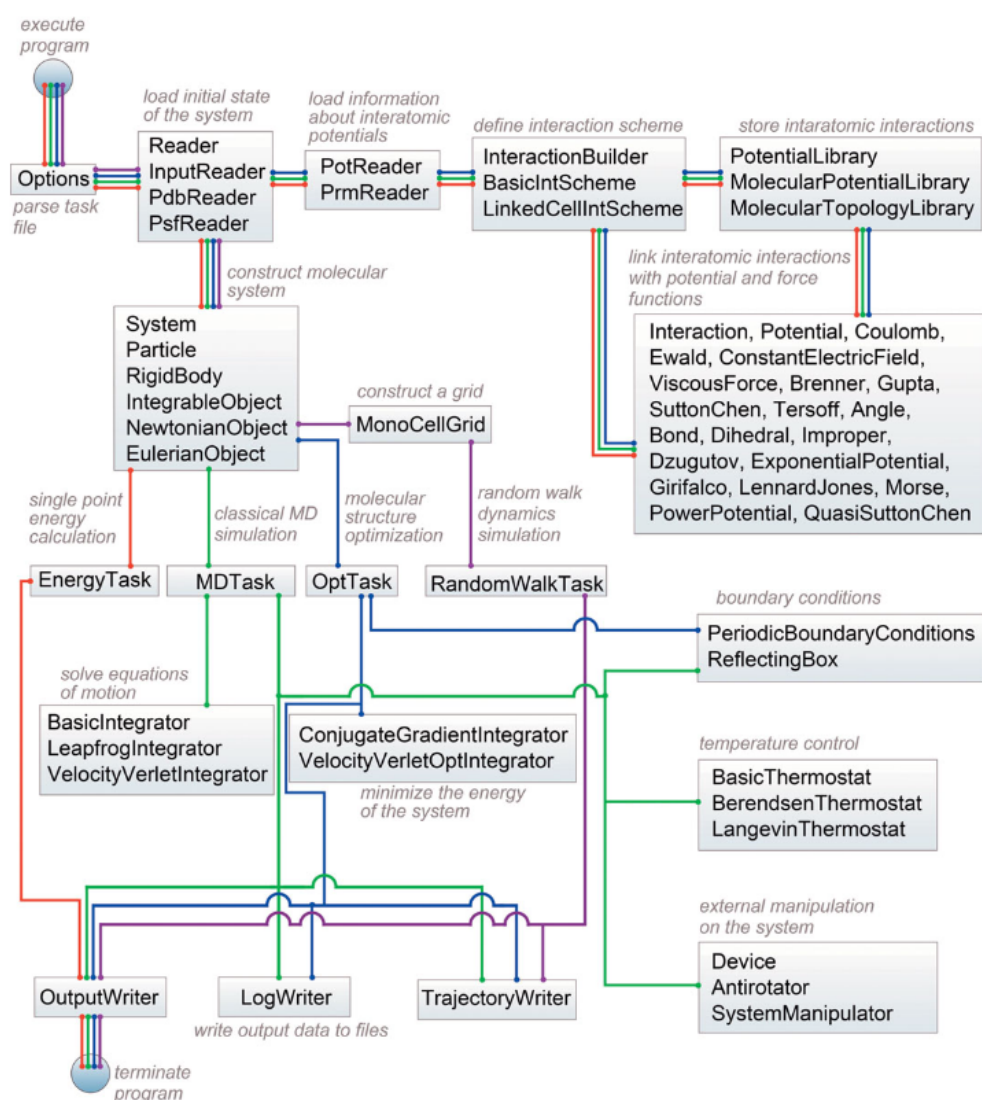 execute
program
load initial state
of the system
load information
about interatomic
potentials
define interaction scheme
store intaratomic interactions
Options
parse task
file
Reader
InputReader
PdbReader
PsfReader
PotReader
PrmReader
InteractionBuilder
BasicIntScheme
LinkedCellIntScheme
PotentialLibrary
MolecularPotentialLibrary
MolecularTopologyLibrary
construct molecular
system
link interatomic interactions
with potential and force
functions
System
Particle
RigidBody
IntegrableObject
NewtonianObject
EulerianObject
construct a grid
MonoCellGrid
Interaction, Potential, Coulomb,
Ewald, ConstantElectricField,
ViscousForce, Brenner, Gupta,
SuttonChen, Tersoff, Angle,
Bond, Dihedral, Improper,
Dzugutov, ExponentialPotential,
Girifalco, LennardJones, Morse,
PowerPotential, QuasiSuttonChen
single point
energy
calculation
classical MD
simulation
molecular
structure
optimization
random walk
dynamics
simulation
EnergyTask
MDTask
OptTask
RandomWalkTask
boundary conditions
PeriodicBoundaryConditions
ReflectingBox
solve equations
of motion
BasicIntegrator
LeapfrogIntegrator
VelocityVerletIntegrator
ConjugateGradientIntegrator
VelocityVerletOptIntegrator
minimize the energy
of the system
temperature control
BasicThermostat
BerendsenThermostat
LangevinThermostat
external manipulation
on the system
Device
Antirotator
SystemManipulator
OutputWriter
LogWriter
TrajectoryWriter
write output data to files
terminate
program